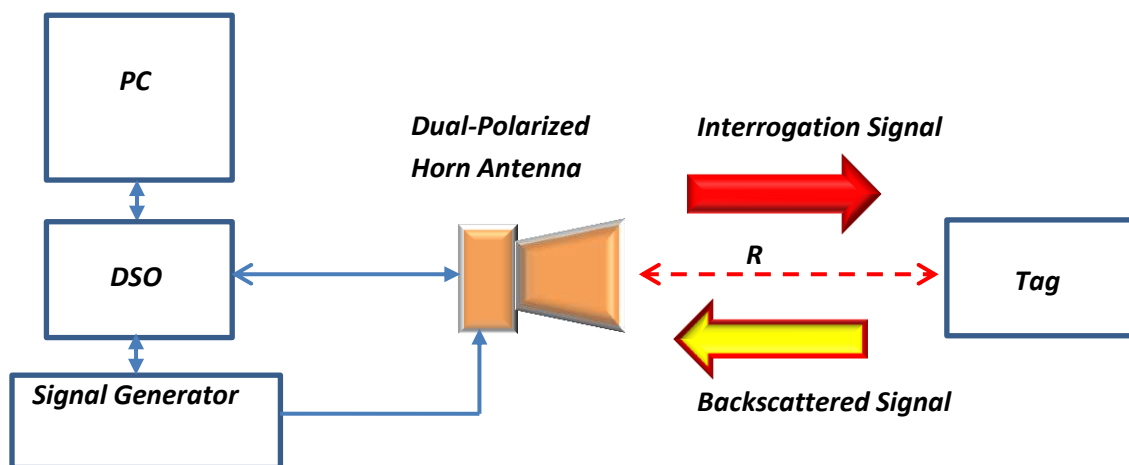 PC
Dual-Polarized
Horn Antenna
Interrogation Signal
DSO
R
Tag
Signal Generator
Backscattered Signal